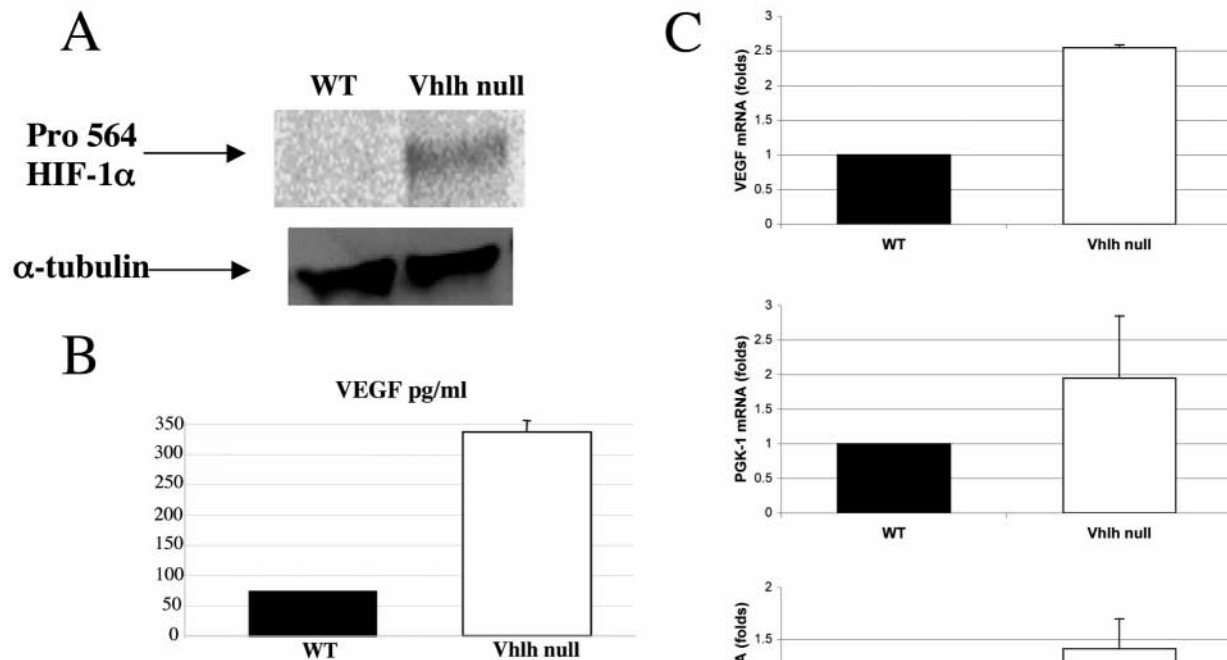 A
WT Vhlh null
Pro 564
HIF-1α
α-tubulin
B
VEGF pg/ml
350
300
250
200
150
100
50
0
WT Vhlh null
C
VEGF mRNA (folds)
3
2.5
2
1.5
1
0.5
0
WT Vhlh null
PGK-1 mRNA (folds)
3
2.5
2
1.5
1
0.5
0
WT Vhlh null
(folds)
2
1.5